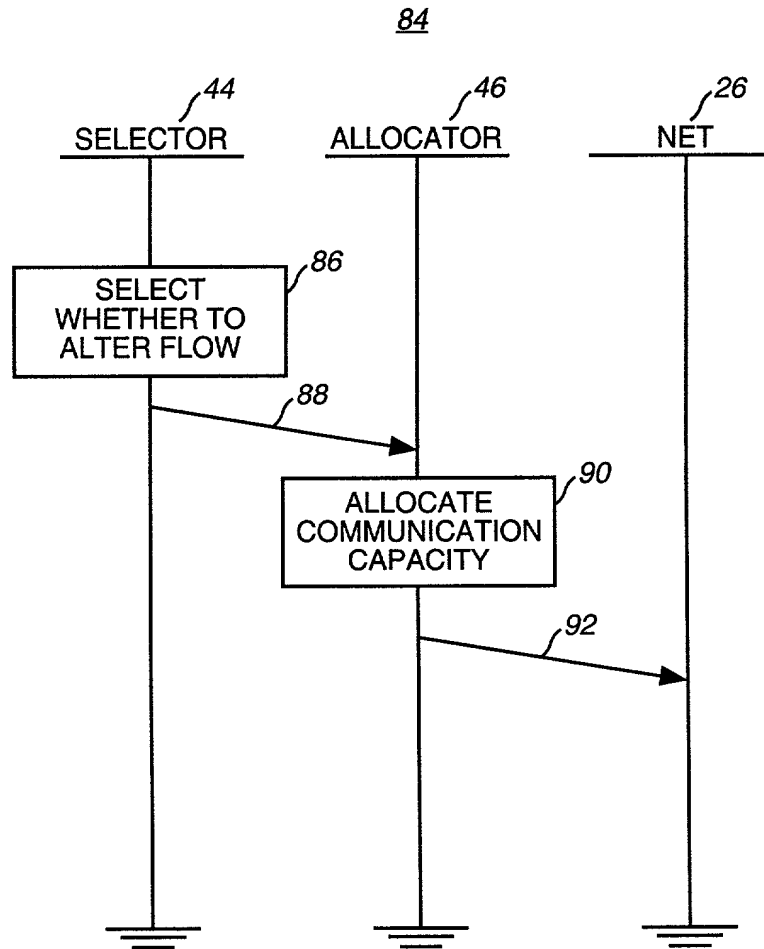 84
44 46 26
SELECTOR ALLOCATOR NET
86
SELECT
WHETHER TO
ALTER FLOW
88
90
ALLOCATE
COMMUNICATION
CAPACITY
92